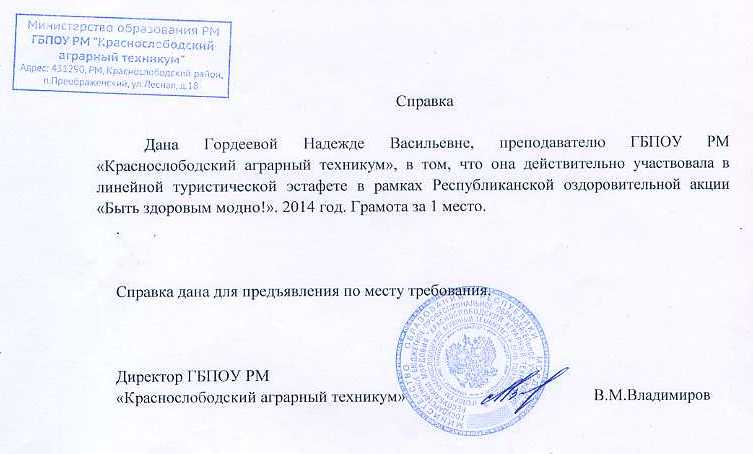 Министерство образования РМ
ГБПОУ РМ "Краснослободский
аграрный техникум"
Адрес: 431290, РМ, Краснослободский район,
п.Преображенский, ул.Лесная, д.18
Справка
Дана Гордеевой Надежде Васильевне, преподавателю ГБПОУ РМ
«Краснослободский аграрный техникум», в том, что она действительно участвовала в
линейной туристической эстафете в рамках Республиканской оздоровительной акции
«Быть здоровым модно!». 2014 год. Грамота за 1 место.
Справка дана для предъявления по месту требования.
Директор ГБПОУ РМ
«Краснослободский аграрный техникум»
В.М.Владимиров